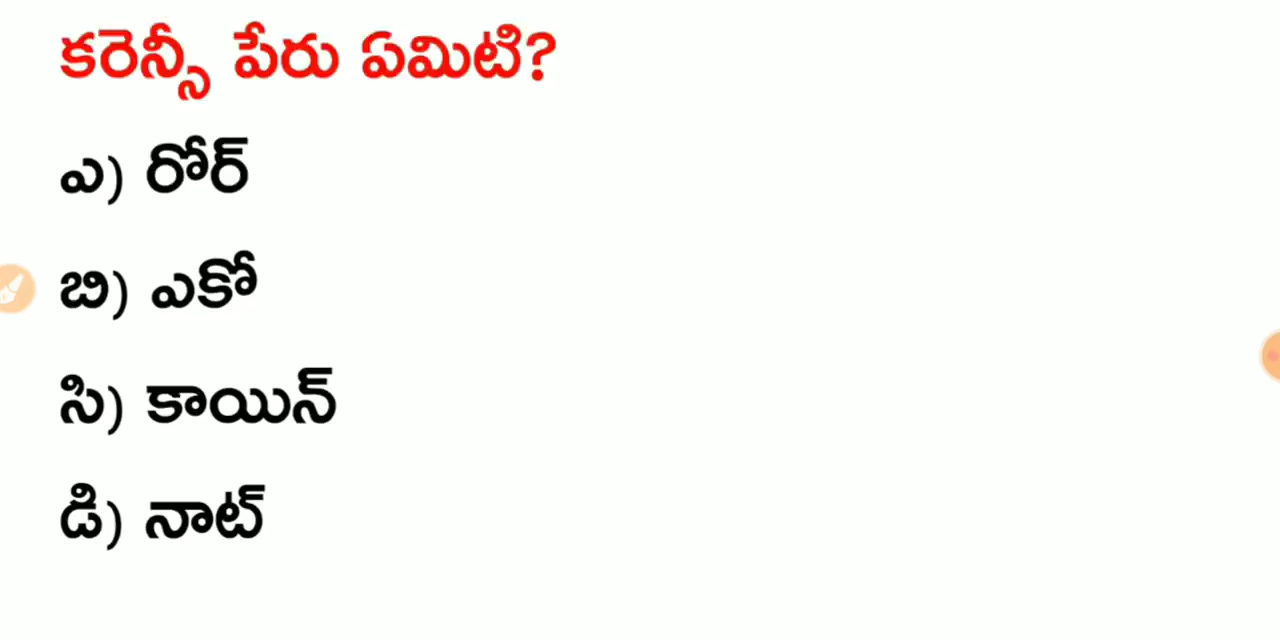 కరెన్సీ పేరు ఏమిటి?
ఎ) రోర్
బి) ఎకో
సి) కాయిన్
డి) నాట్